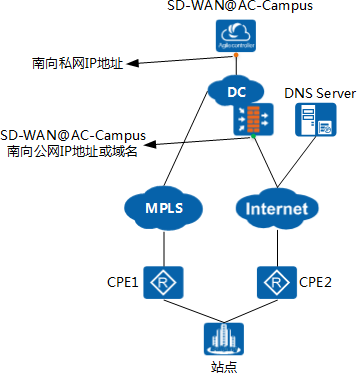 SD-WAN@AC-Campus
Agile controller
南向私网IP地址
DC
DNS Server
SD-WAN@AC-Campus
南向公网IP地址或域名
MPLS
Internet
CPE1
R
R
CPE2
站点